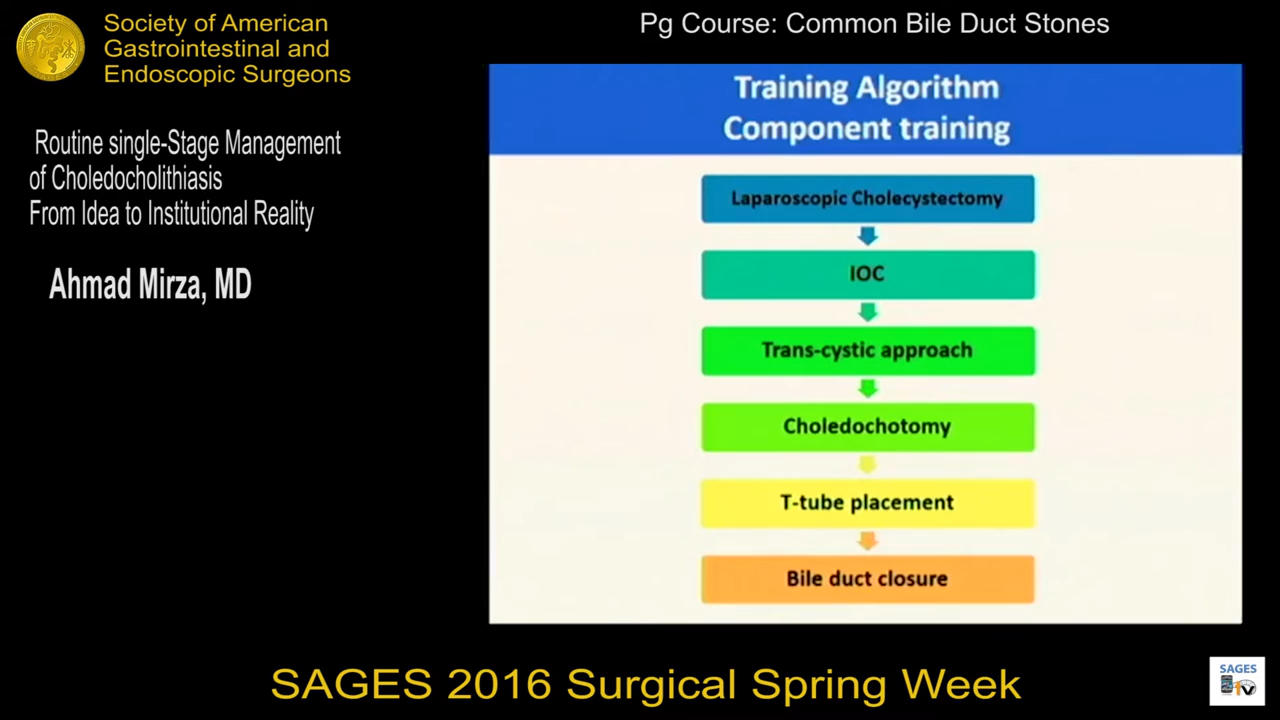 Society of American
Gastrointestinal and
Endoscopic Surgeons
Pg Course: Common Bile Duct Stones
Routine single-Stage Management
of Choledocholithiasis
From Idea to Institutional Reality
Ahmad Mirza, MD
Training Algorithm
Component training
Laparoscopic Cholecystectomy
IOC
Trans-cystic approach
Choledochotomy
T-tube placement
Bile duct closure
SAGES 2016 Surgical Spring Week
SAGES
TV